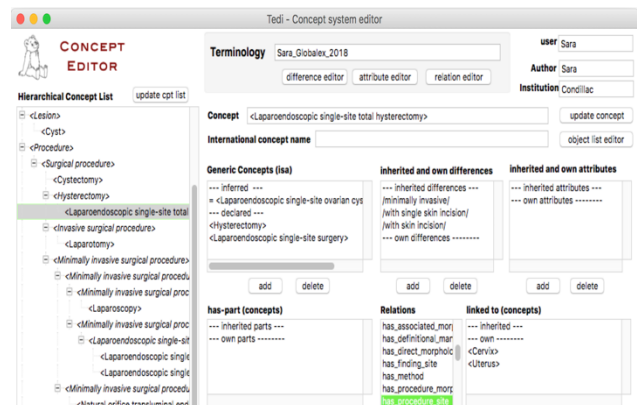 Tedi - Concept system editor
CONCEPT
EDITOR
Terminology
Sara_Globalex_2018
user
Sara
difference editor
attribute editor
relation editor
Author
Sara
Institution
Condillac
Hierarchical Concept List
update cpt list
<Lesion>
<Cyst>
<Procedure>
<Surgical procedure>
<Cystectomy>
<Hysterectomy>
<Laparoendoscopic single-site total
<Invasive surgical procedure>
<Laparotomy>
<Minimally invasive surgical procedure>
<Minimally invasive surgical procedu
<Minimally invasive surgical proc
<Laparoscopy>
<Minimally invasive surgical proc
<Laparoendoscopic single-sit
<Laparoendoscopic single
<Laparoendoscopic single
<Minimally invasive surgical procedu
<Natural orifice transluminal end
Concept
<Laparoendoscopic single-site total hysterectomy>
update concept
International concept name
object list editor
Generic Concepts (isa)
--- inferred ---
= <Laparoendoscopic single-site ovarian cys
--- declared ---
<Hysterectomy>
<Laparoendoscopic single-site surgery>
add
delete
inherited and own differences
--- inherited differences ---
/minimally invasive/
/with single skin incision/
/with skin incision/
--- own differences --------
add
delete
inherited and own attributes
--- inherited attributes ---
--- own attributes --------
add
delete
has-part (concepts)
--- inherited parts ---
--- own parts --------
Relations
has_associated_morp
has_definitional_man
has_direct_morpholo
has_finding_site
has_method
has_procedure_morp
has_procedure_site
linked to (concepts)
--- inherited ---
--- own --------
<Cervix>
<Uterus>